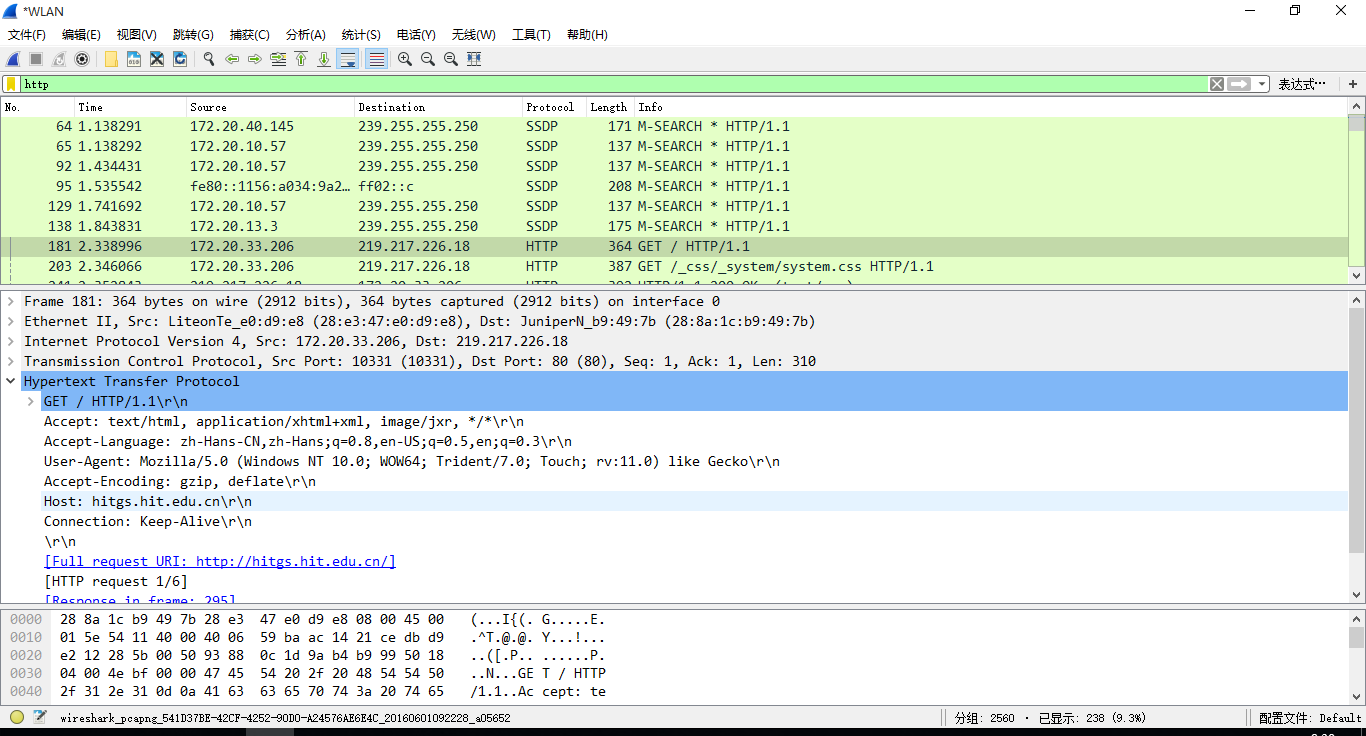 *WLAN
文件(F) 编辑(E) 视图(V) 跳转(G) 捕获(C) 分析(A) 统计(S) 电话(Y) 无线(W) 工具(T) 帮助(H)
http 表达式… +
No. Time Source Destination Protocol Length Info
64 1.138291 172.20.40.145 239.255.255.250 SSDP 171 M-SEARCH * HTTP/1.1
65 1.138292 172.20.10.57 239.255.255.250 SSDP 137 M-SEARCH * HTTP/1.1
92 1.434431 172.20.10.57 239.255.255.250 SSDP 137 M-SEARCH * HTTP/1.1
95 1.535542 fe80::1156:a034:9a2… ff02::c SSDP 208 M-SEARCH * HTTP/1.1
129 1.741692 172.20.10.57 239.255.255.250 SSDP 137 M-SEARCH * HTTP/1.1
138 1.843831 172.20.13.3 239.255.255.250 SSDP 175 M-SEARCH * HTTP/1.1
181 2.338996 172.20.33.206 219.217.226.18 HTTP 364 GET / HTTP/1.1
203 2.346066 172.20.33.206 219.217.226.18 HTTP 387 GET /_css/_system/system.css HTTP/1.1
Frame 181: 364 bytes on wire (2912 bits), 364 bytes captured (2912 bits) on interface 0
Ethernet II, Src: LiteonTe_e0:d9:e8 (28:e3:47:e0:d9:e8), Dst: JuniperN_b9:49:7b (28:8a:1c:b9:49:7b)
Internet Protocol Version 4, Src: 172.20.33.206, Dst: 219.217.226.18
Transmission Control Protocol, Src Port: 10331 (10331), Dst Port: 80 (80), Seq: 1, Ack: 1, Len: 310
Hypertext Transfer Protocol
GET / HTTP/1.1\r\n
Accept: text/html, application/xhtml+xml, image/jxr, */*\r\n
Accept-Language: zh-Hans-CN,zh-Hans;q=0.8,en-US;q=0.5,en;q=0.3\r\n
User-Agent: Mozilla/5.0 (Windows NT 10.0; WOW64; Trident/7.0; Touch; rv:11.0) like Gecko\r\n
Accept-Encoding: gzip, deflate\r\n
Host: hitgs.hit.edu.cn\r\n
Connection: Keep-Alive\r\n
\r\n
[Full request URI: http://hitgs.hit.edu.cn/]
[HTTP request 1/6]
[Response in frame: 295]
0000 28 8a 1c b9 49 7b 28 e3 47 e0 d9 e8 08 00 45 00 (...I{(. G.....E.
0010 01 5e 54 11 40 00 40 06 59 ba ac 14 21 ce db d9 .^T.@.@. Y...!...
0020 e2 12 28 5b 00 50 93 88 0c 1d 9a b4 b9 99 50 18 ..([.P.. ......P.
0030 04 00 4e bf 00 00 47 45 54 20 2f 20 48 54 54 50 ..N...GE T / HTTP
0040 2f 31 2e 31 0d 0a 41 63 63 65 70 74 3a 20 74 65 /1.1..Ac cept: te
wireshark_pcapng_541D37BE-42CF-4252-90D0-A24576AE6E4C_20160601092228_a05652 分组: 2560 · 已显示: 238 (9.3%) 配置文件: Default